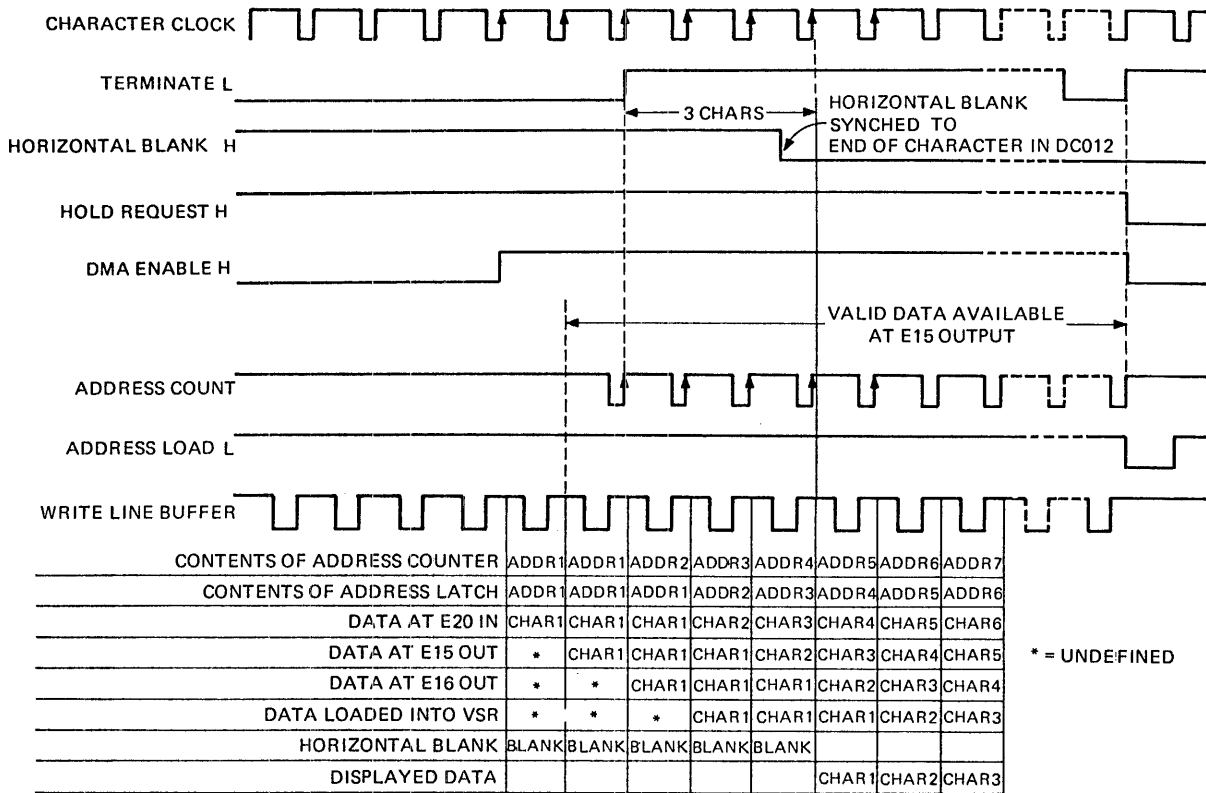 CHARACTER CLOCK
TERMINATE L
3 CHARS
HORIZONTAL BLANK
SYNCHED TO
END OF CHARACTER IN DC012
HORIZONTAL BLANK H
HOLD REQUEST H
DMA ENABLE H
VALID DATA AVAILABLE
AT E15 OUTPUT
ADDRESS COUNT
ADDRESS LOAD L
WRITE LINE BUFFER
CONTENTS OF ADDRESS COUNTER ADDR1 ADDR1 ADDR2 ADDR3 ADDR4 ADDR5 ADDR6 ADDR7
CONTENTS OF ADDRESS LATCH ADDR1 ADDR1 ADDR1 ADDR2 ADDR3 ADDR4 ADDR5 ADDR6
DATA AT E20 IN CHAR1 CHAR1 CHAR1 CHAR2 CHAR3 CHAR4 CHAR5 CHAR6
DATA AT E15 OUT * CHAR1 CHAR1 CHAR1 CHAR2 CHAR3 CHAR4 CHAR5
* = UNDEFINED
DATA AT E16 OUT * * CHAR1 CHAR1 CHAR1 CHAR2 CHAR3 CHAR4
DATA LOADED INTO VSR * * * CHAR1 CHAR1 CHAR1 CHAR2 CHAR3
HORIZONTAL BLANK BLANK BLANK BLANK BLANK BLANK
DISPLAYED DATA CHAR1 CHAR2 CHAR3